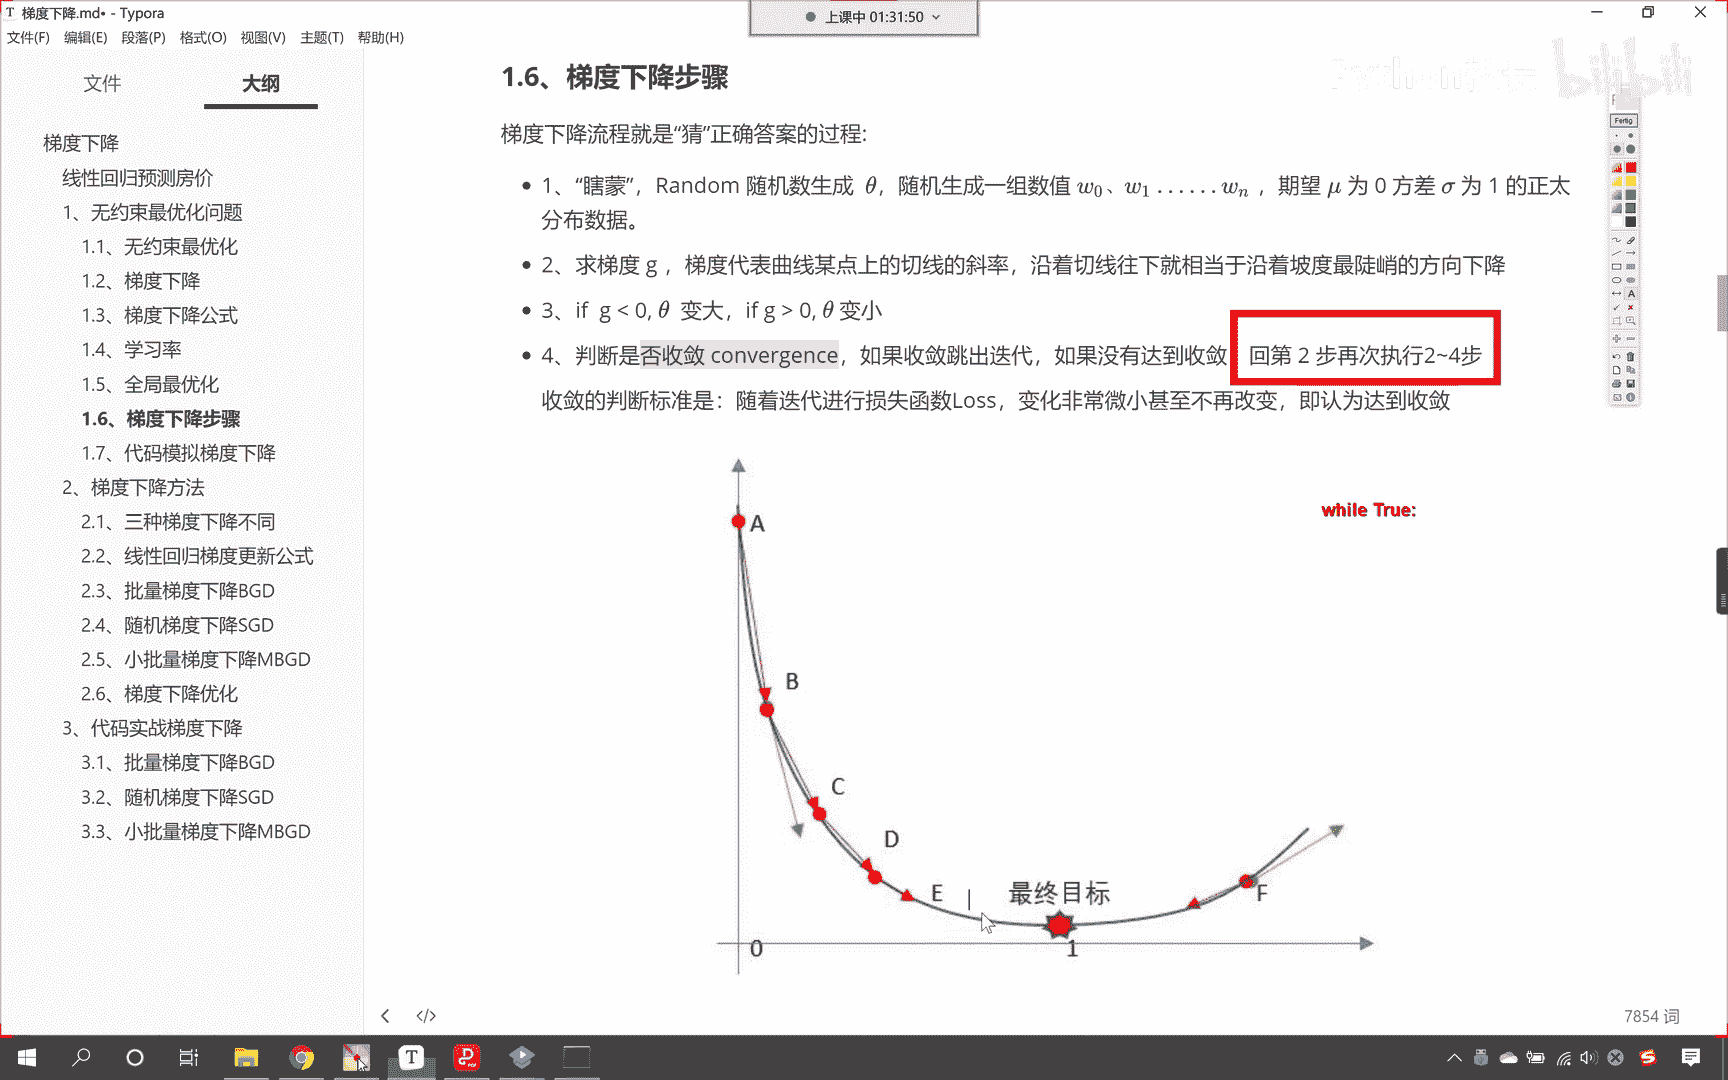 梯度下降.md• - Typora
上课中 01:31:50
文件(F) 编辑(E) 段落(P) 格式(O) 视图(V) 主题(T) 帮助(H)
文件 大纲
梯度下降
线性回归预测房价
1、无约束最优化问题
1.1、无约束最优化
1.2、梯度下降
1.3、梯度下降公式
1.4、学习率
1.5、全局最优化
1.6、梯度下降步骤
1.7、代码模拟梯度下降
2、梯度下降方法
2.1、三种梯度下降不同
2.2、线性回归梯度更新公式
2.3、批量梯度下降BGD
2.4、随机梯度下降SGD
2.5、小批量梯度下降MBGD
2.6、梯度下降优化
3、代码实战梯度下降
3.1、批量梯度下降BGD
3.2、随机梯度下降SGD
3.3、小批量梯度下降MBGD
1.6、梯度下降步骤
梯度下降流程就是“猜”正确答案的过程:
1、“瞎蒙”，Random 随机数生成 θ，随机生成一组数值 w₀、w₁ ...... wₙ ，期望 μ 为 0 方差 σ 为 1 的正太
分布数据。
2、求梯度 g ，梯度代表曲线某点上的切线的斜率，沿着切线往下就相当于沿着坡度最陡峭的方向下降
3、if g < 0, θ 变大，if g > 0, θ 变小
4、判断是否收敛 convergence，如果收敛跳出迭代，如果没有达到收敛 回第 2 步再次执行2~4步
收敛的判断标准是：随着迭代进行损失函数Loss，变化非常微小甚至不再改变，即认为达到收敛
while True:
A
B
C
D
E
最终目标
F
0
1
7854 词
Fertig
bilibili